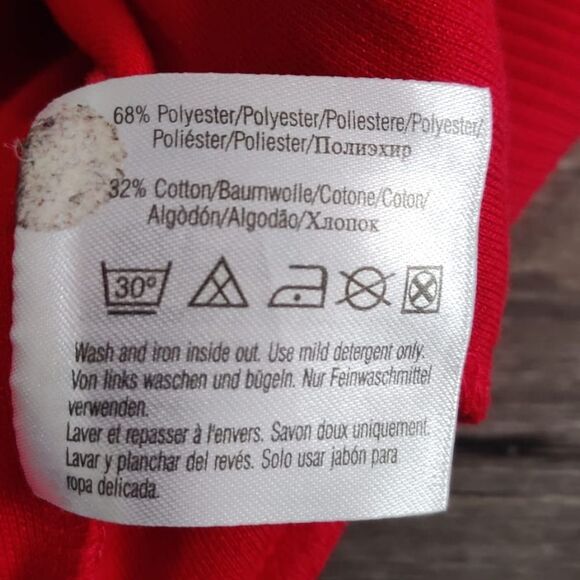 68% Polyester/Polyester/Poliestere/Polyester/
Poliéster/Poliester/Полиэхир
32% Cotton/Baumwolle/Cotone/Coton/
Algòdón/Algodão/Хлопок
30°
Wash and iron inside out. Use mild detergent only.
Von links waschen und bügeln. Nur Feinwaschmittel
verwenden.
Laver et repasser à l'envers. Savon doux uniquement.
Lavar y planchar del revés. Solo usar jabón para
ropa delicada.